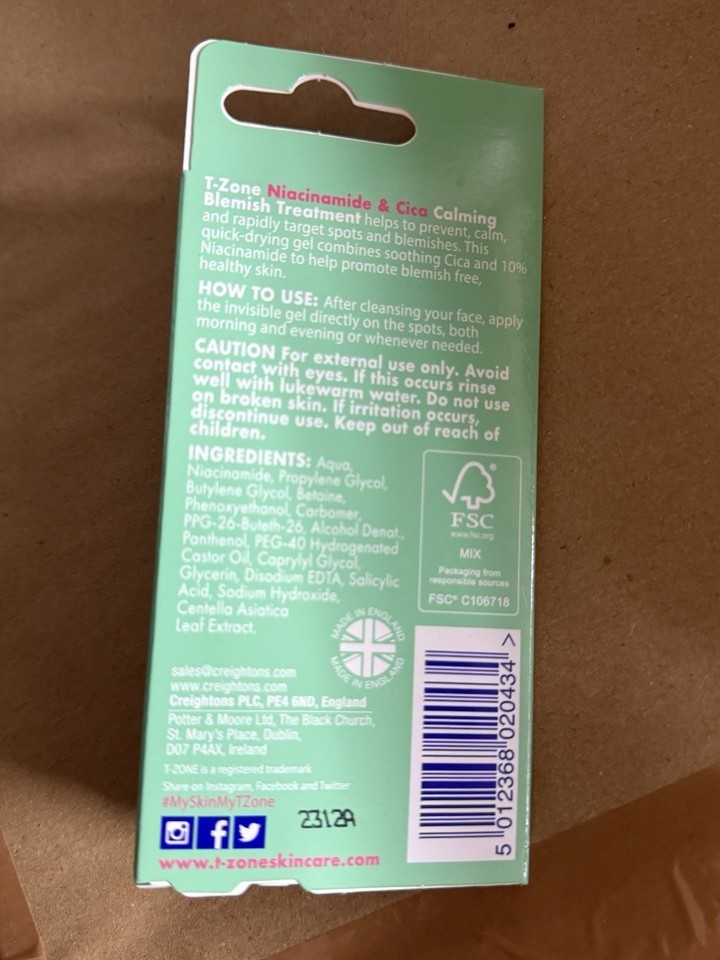 T-Zone Niacinamide & Cica Calming
Blemish Treatment helps to prevent, calm,
and rapidly target spots and blemishes. This
quick-drying gel combines soothing Cica and 10%
Niacinamide to help promote blemish free,
healthy skin.
HOW TO USE: After cleansing your face, apply
the invisible gel directly on the spots, both
morning and evening or whenever needed.
CAUTION For external use only. Avoid
contact with eyes. If this occurs rinse
well with lukewarm water. Do not use
on broken skin. If irritation occurs,
discontinue use. Keep out of reach of
children.
INGREDIENTS: Aqua,
Niacinamide, Propylene Glycol,
Butylene Glycol, Betaine,
Phenoxyethanol, Carbomer,
PPG-26-Buteth-26, Alcohol Denat.,
Panthenol, PEG-40 Hydrogenated
Castor Oil, Caprylyl Glycol,
Glycerin, Disodium EDTA, Salicylic
Acid, Sodium Hydroxide,
Centella Asiatica
Leaf Extract.
FSC®
www.fsc.org
MIX
Packaging from
responsible sources
FSC® C106718
MADE IN ENGLAND
MADE IN ENGLAND
sales@creightons.com
www.creightons.com
Creightons PLC, PE4 6ND, England
Potter & Moore Ltd, The Black Church,
St. Mary's Place, Dublin,
D07 P4AX, Ireland
T-ZONE is a registered trademark
Share on Instagram, Facebook and Twitter
#MySkinMyTZone
2312A
www.t-zoneskincare.com
5 012368 020434 >